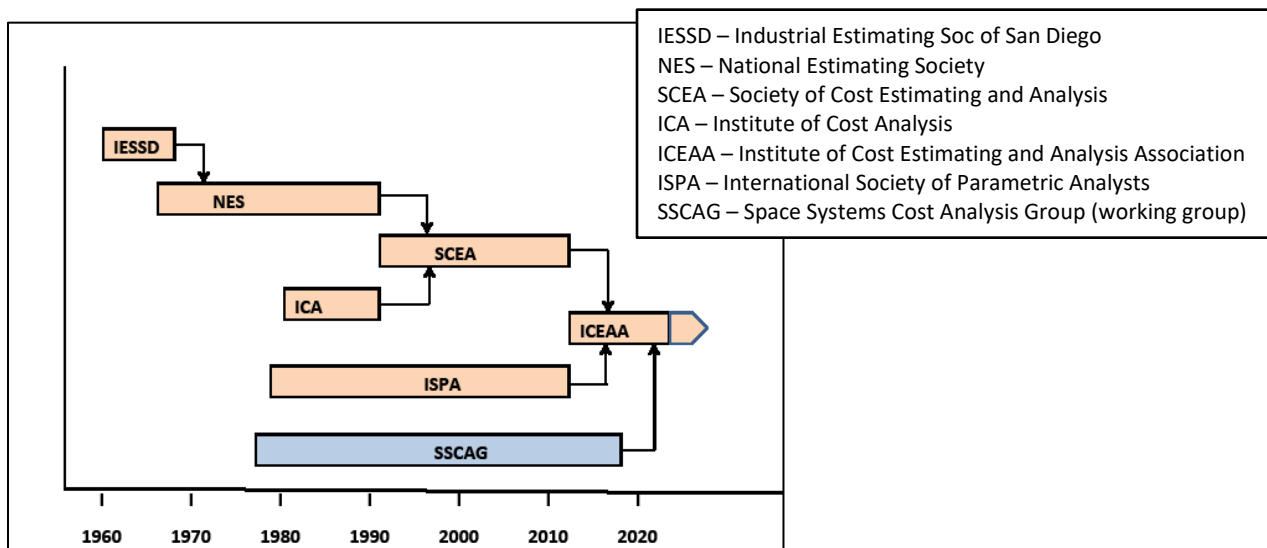 IESSD – Industrial Estimating Soc of San Diego
NES – National Estimating Society
SCEA – Society of Cost Estimating and Analysis
ICA – Institute of Cost Analysis
ICEAA – Institute of Cost Estimating and Analysis Association
ISPA – International Society of Parametric Analysts
SSCAG – Space Systems Cost Analysis Group (working group)
IESSD
NES
SCEA
ICA
ICEAA
ISPA
SSCAG
1960 1970 1980 1990 2000 2010 2020